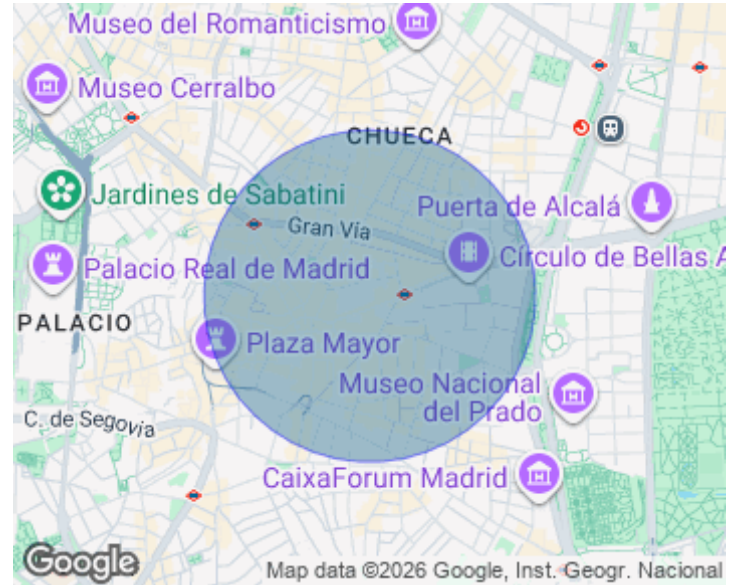 Museo del Romanticismo
Museo Cerralbo
CHUECA
Jardines de Sabatini
Puerta de Alcalá
Gran Vía
Círculo de Bellas A
Palacio Real de Madrid
PALACIO
Plaza Mayor
Museo Nacional
del Prado
C. de Segovia
CaixaForum Madrid
Google
Map data ©2026 Google, Inst. Geogr. Nacional